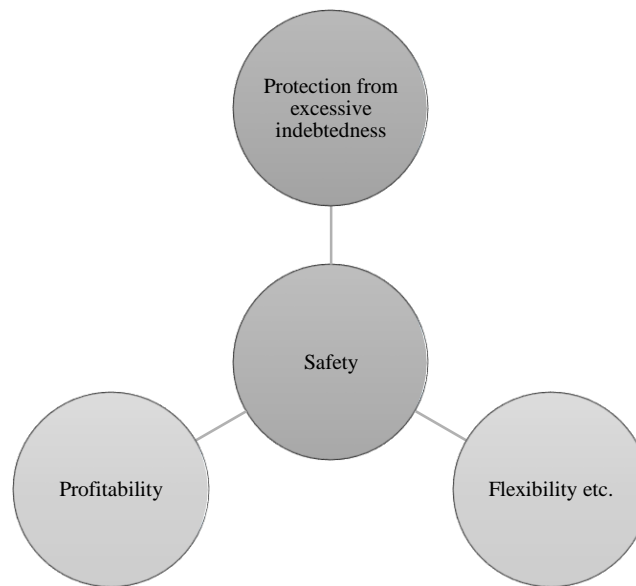 Protection from
excessive
indebtedness
Safety
Profitability
Flexibility etc.